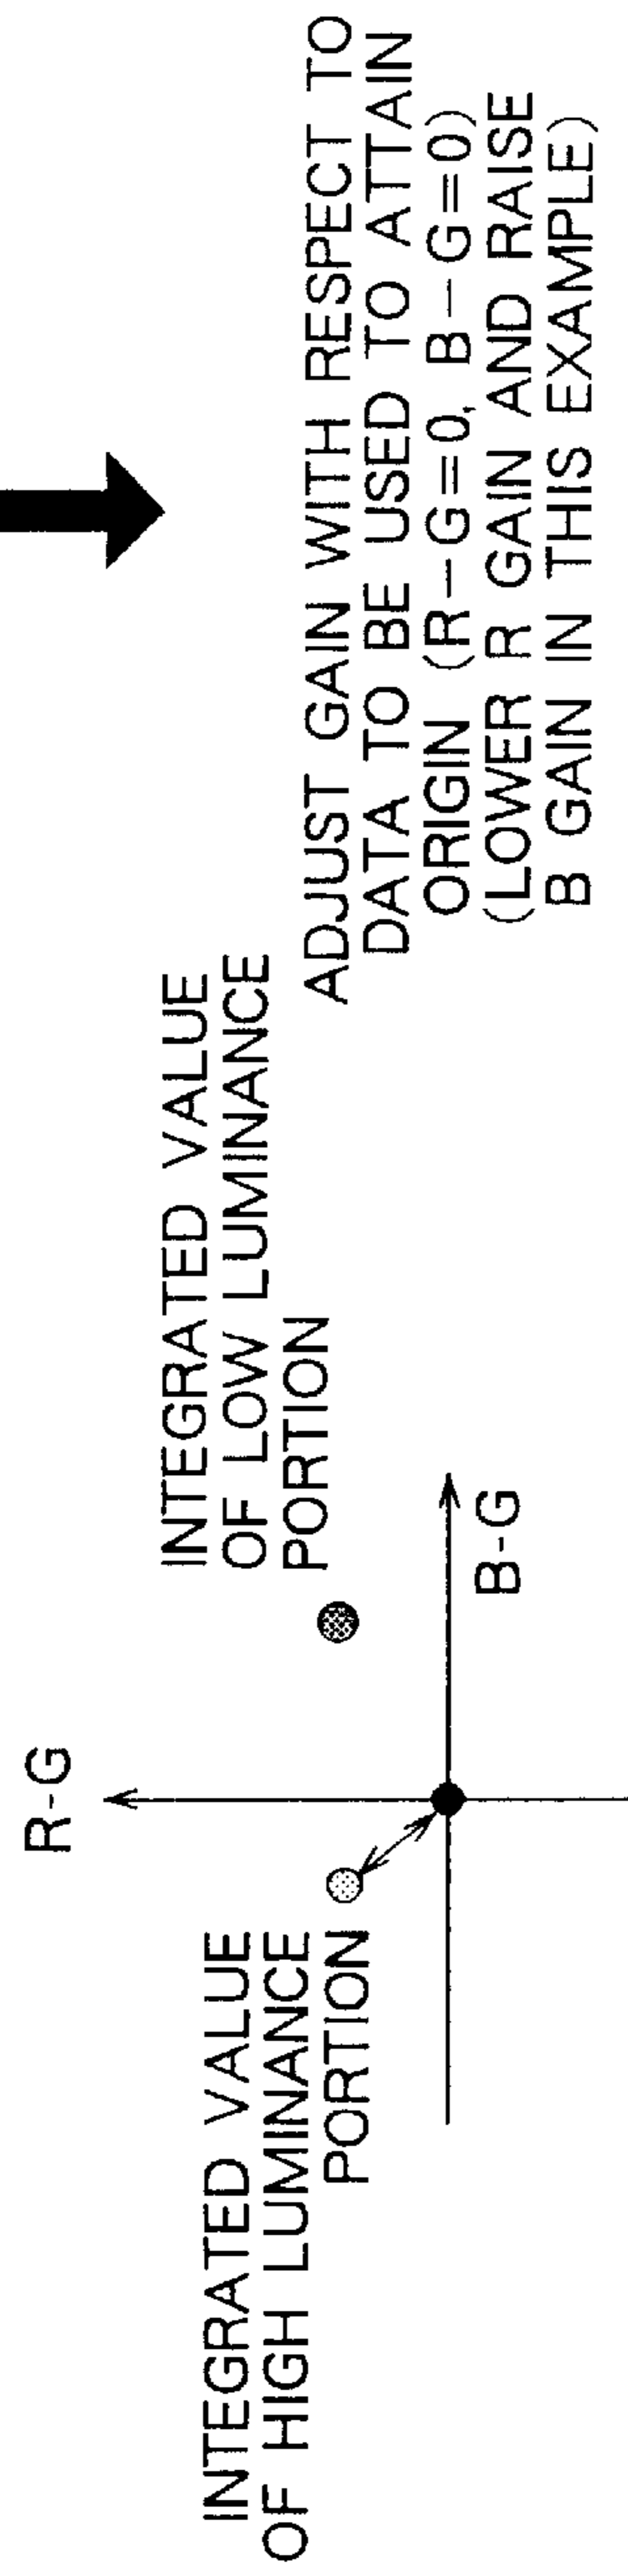 R-G
INTEGRATED VALUE
OF HIGH LUMINANCE
PORTION
INTEGRATED VALUE
OF LOW LUMINANCE
PORTION
B-G
ADJUST GAIN WITH RESPECT TO
DATA TO BE USED TO ATTAIN
ORIGIN (R-G=0, B-G=0)
(LOWER R GAIN AND RAISE
B GAIN IN THIS EXAMPLE)